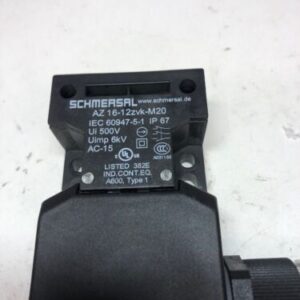 SCHMERSAL www.schmersal.de
AZ 16-12zvk-M20
IEC 60947-5-1 IP 67
Ui 500V
Uimp 6kV
AC-15
LISTED 382E
IND.CONT.EQ.
A600, Type 1